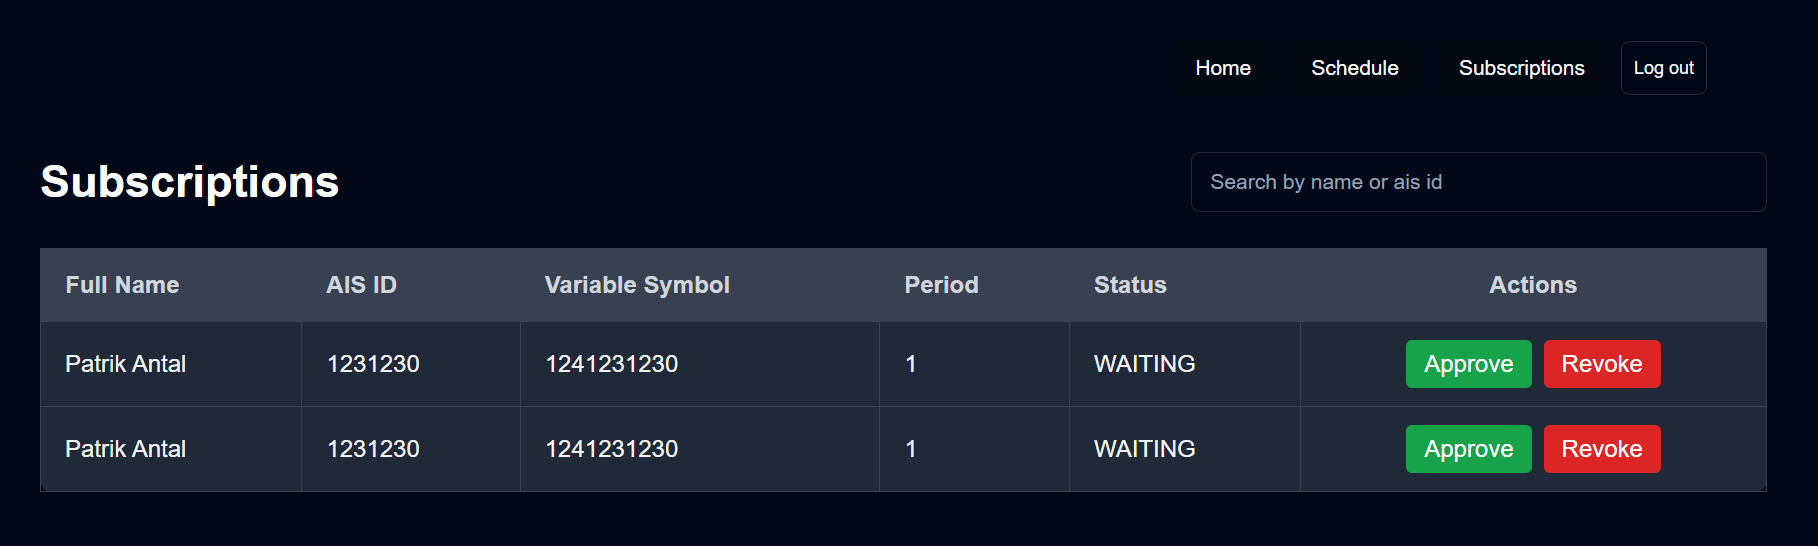 Home Schedule Subscriptions Log out
Subscriptions Search by name or ais id
Full Name AIS ID Variable Symbol Period Status Actions
Patrik Antal 1231230 1241231230 1 WAITING Approve Revoke
Patrik Antal 1231230 1241231230 1 WAITING Approve Revoke